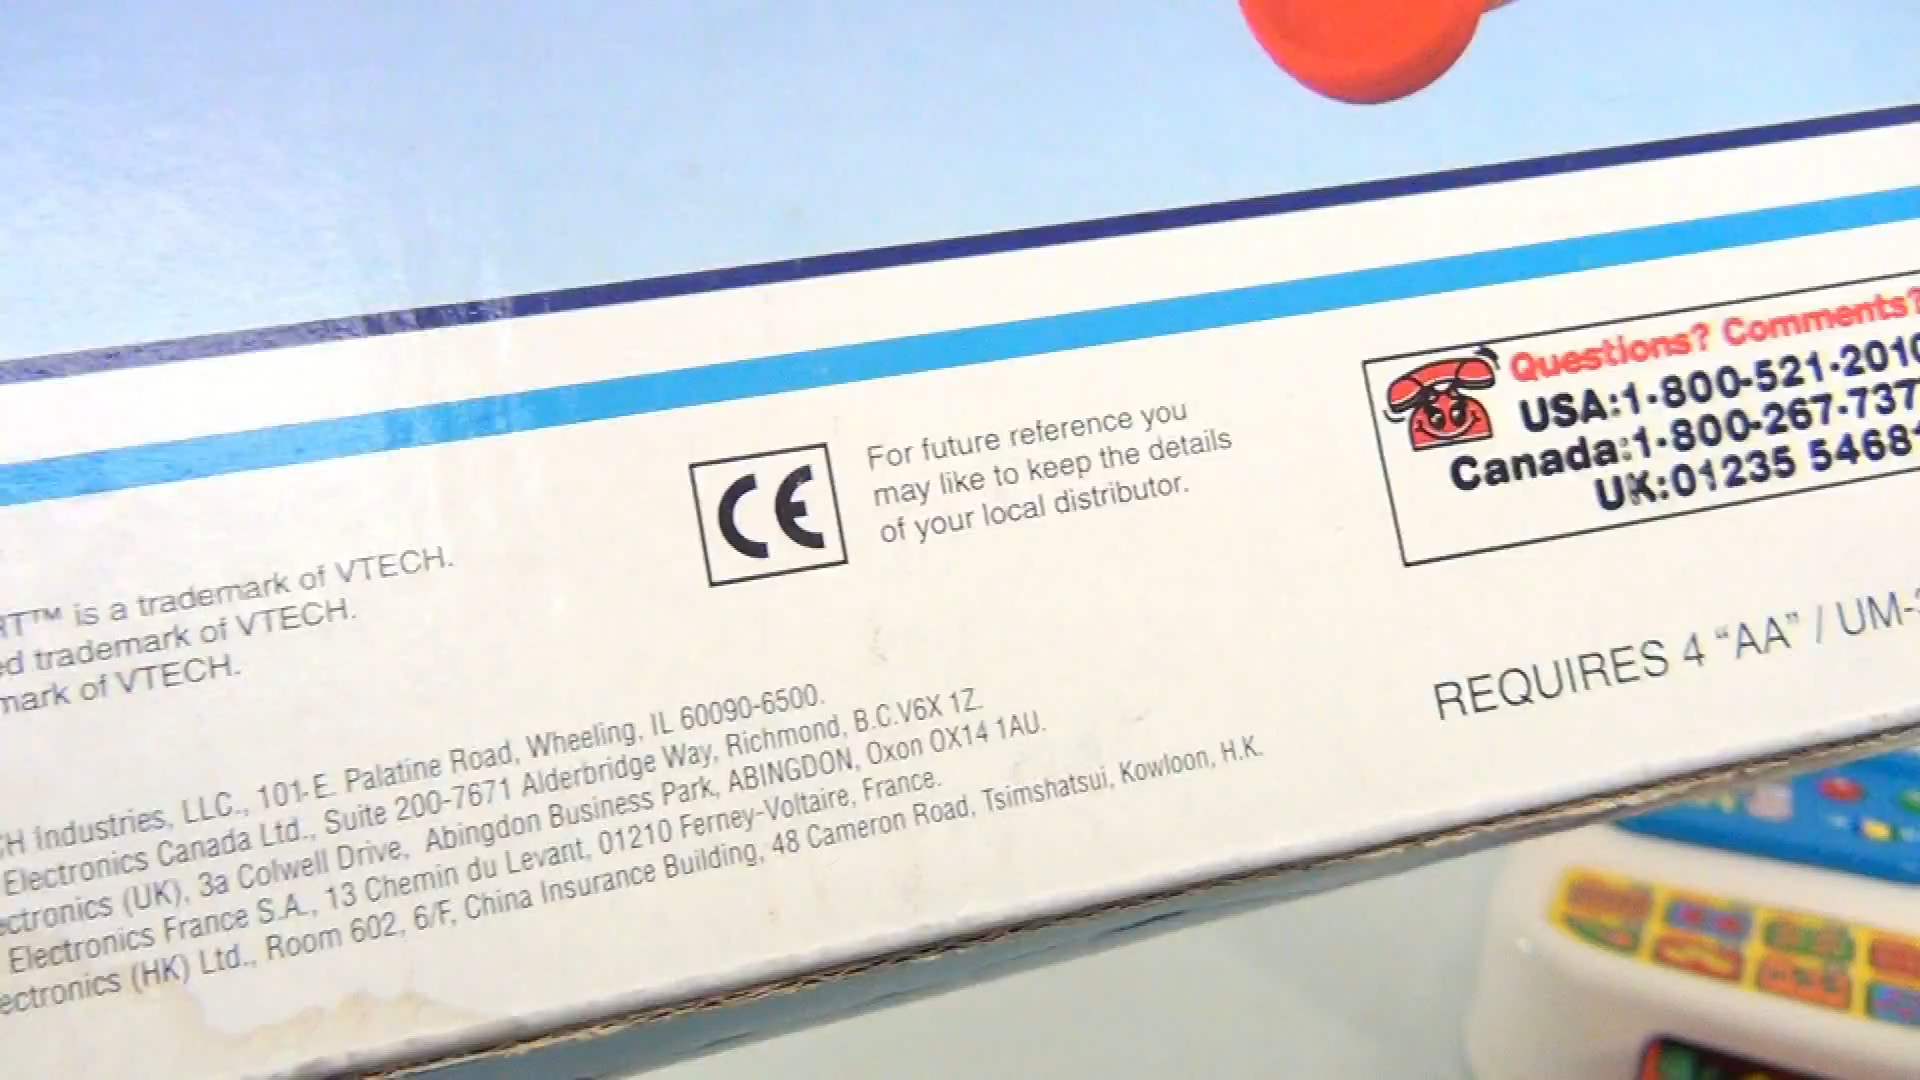 RT™ is a trademark of VTECH.
ed trademark of VTECH.
mark of VTECH.
CE
For future reference you
may like to keep the details
of your local distributor.
Questions? Comments?
USA:1-800-521-2010
Canada:1-800-267-737
UK:01235 54681
REQUIRES 4 "AA" / UM-3
CH Industries, LLC., 101-E. Palatine Road, Wheeling, IL 60090-6500.
Electronics Canada Ltd., Suite 200-7671 Alderbridge Way, Richmond, B.C.V6X 1Z.
ectronics (UK), 3a Colwell Drive, Abingdon Business Park, ABINGDON, Oxon OX14 1AU.
Electronics France S.A., 13 Chemin du Levant, 01210 Ferney-Voltaire, France.
ectronics (HK) Ltd., Room 602, 6/F, China Insurance Building, 48 Cameron Road, Tsimshatsui, Kowloon, H.K.